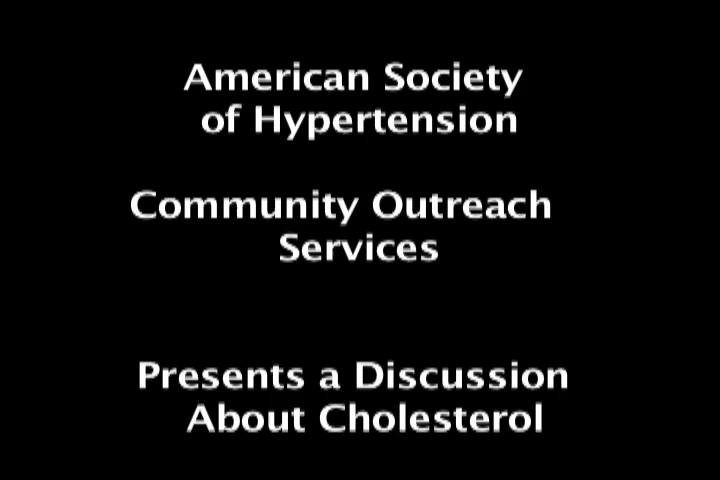 American Society
of Hypertension
Community Outreach
Services
Presents a Discussion
About Cholesterol